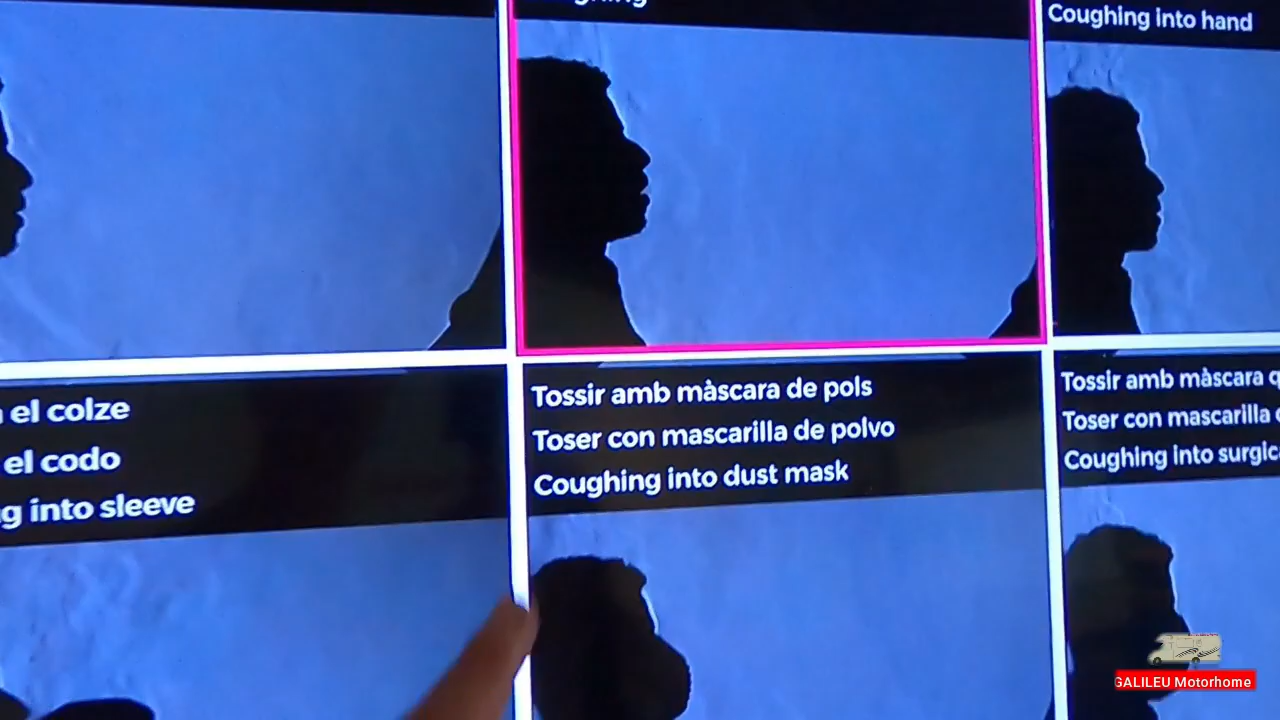 Coughing into hand
el colze
el codo
into sleeve
Tossir amb màscara de pols
Toser con mascarilla de polvo
Coughing into dust mask
Tossir amb màscara
Toser con mascarilla
Coughing into
GALILEU Motorhome